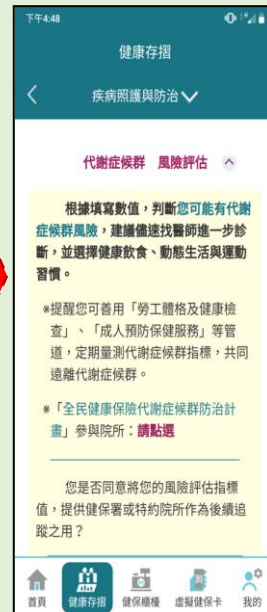 下午4:48
健康存摺
疾病照護與防治
代謝症候群 風險評估
根據填寫數值，判斷您可能有代謝
症候群風險，建議儘速找醫師進一步診
斷，並選擇健康飲食、動態生活與運動
習慣。
※提醒您可善用「勞工體格及健康檢
查」、「成人預防保健服務」等管
道，定期量測代謝症候群指標，共同
遠離代謝症候群。
※「全民健康保險代謝症候群防治計
畫」參與院所：請點選
您是否同意將您的風險評估指標
值，提供健保署或特約院所作為後續追
蹤之用？
首頁 健康存摺 健保櫃檯 虛擬健保卡 我的